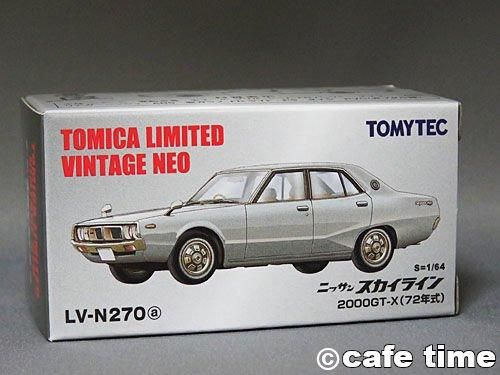 TOMICA LIMITED
VINTAGE NEO
TOMYTEC
S=1/64
ニッサン スカイライン
2000GT-X(72年式)
LV-N270 ⓐ
©cafe time